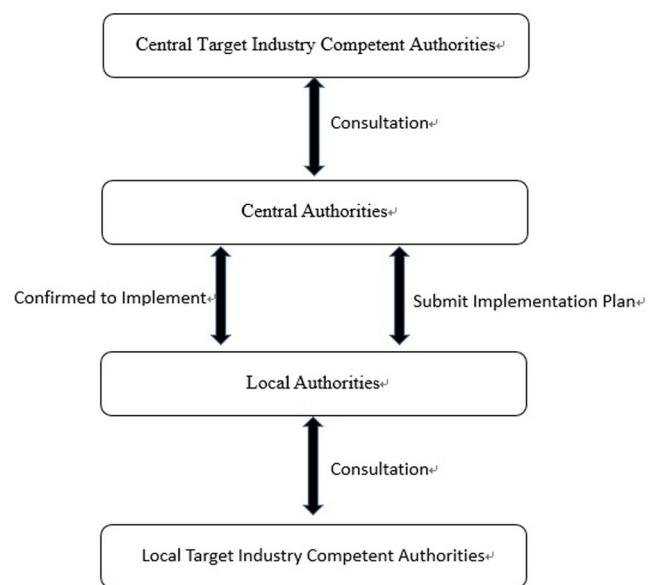 Central Target Industry Competent Authorities↵
Consultation↵
Central Authorities↵
Confirmed to Implement↵
Submit Implementation Plan↵
Local Authorities↵
Consultation↵
Local Target Industry Competent Authorities↵